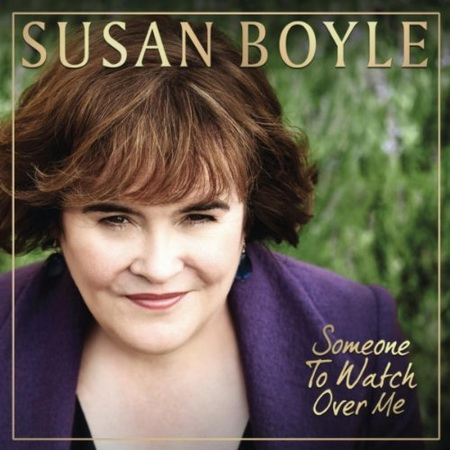 SUSAN BOYLE
Someone
To Watch
Over Me